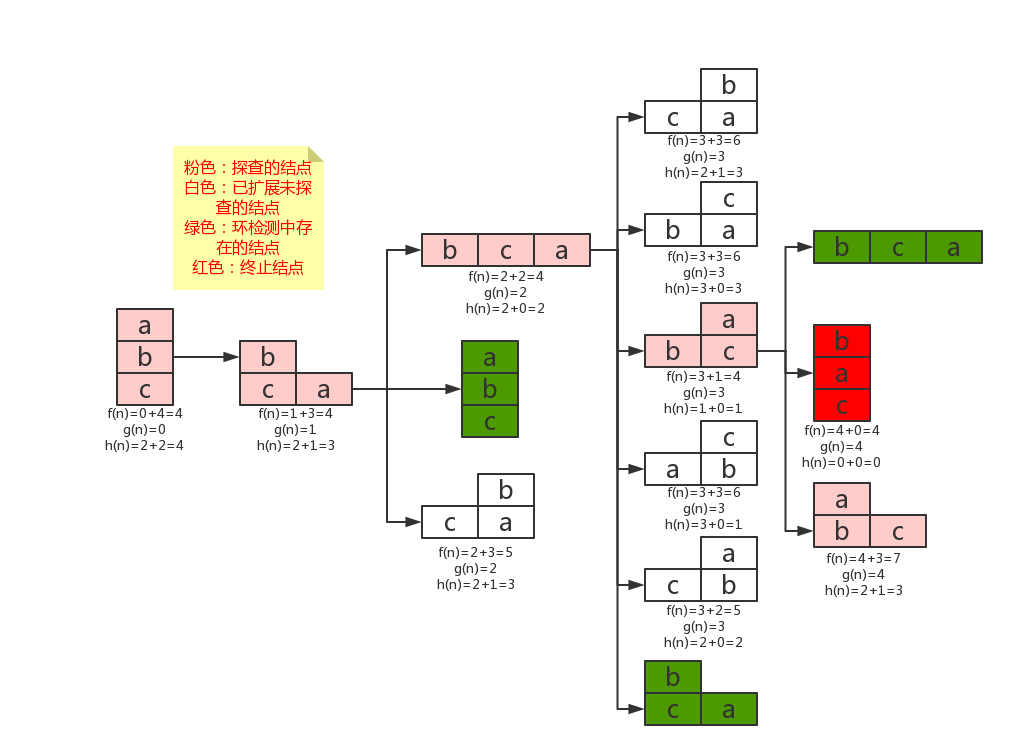 粉色：探查的结点
白色：已扩展未探
查的结点
绿色：环检测中存
在的结点
红色：终止结点
a
b
c
f(n)=0+4=4
g(n)=0
h(n)=2+2=4
b
c a
f(n)=1+3=4
g(n)=1
h(n)=2+1=3
b c a
f(n)=2+2=4
g(n)=2
h(n)=2+0=2
a
b
c
b
c a
f(n)=2+3=5
g(n)=2
h(n)=2+1=3
b
c a
f(n)=3+3=6
g(n)=3
h(n)=2+1=3
c
b a
f(n)=3+3=6
g(n)=3
h(n)=3+0=3
a
b c
f(n)=3+1=4
g(n)=3
h(n)=1+0=1
c
a b
f(n)=3+3=6
g(n)=3
h(n)=3+0=1
a
c b
f(n)=3+2=5
g(n)=3
h(n)=2+0=2
b
c a
b c a
b
a
c
f(n)=4+0=4
g(n)=4
h(n)=0+0=0
a
b c
f(n)=4+3=7
g(n)=4
h(n)=2+1=3